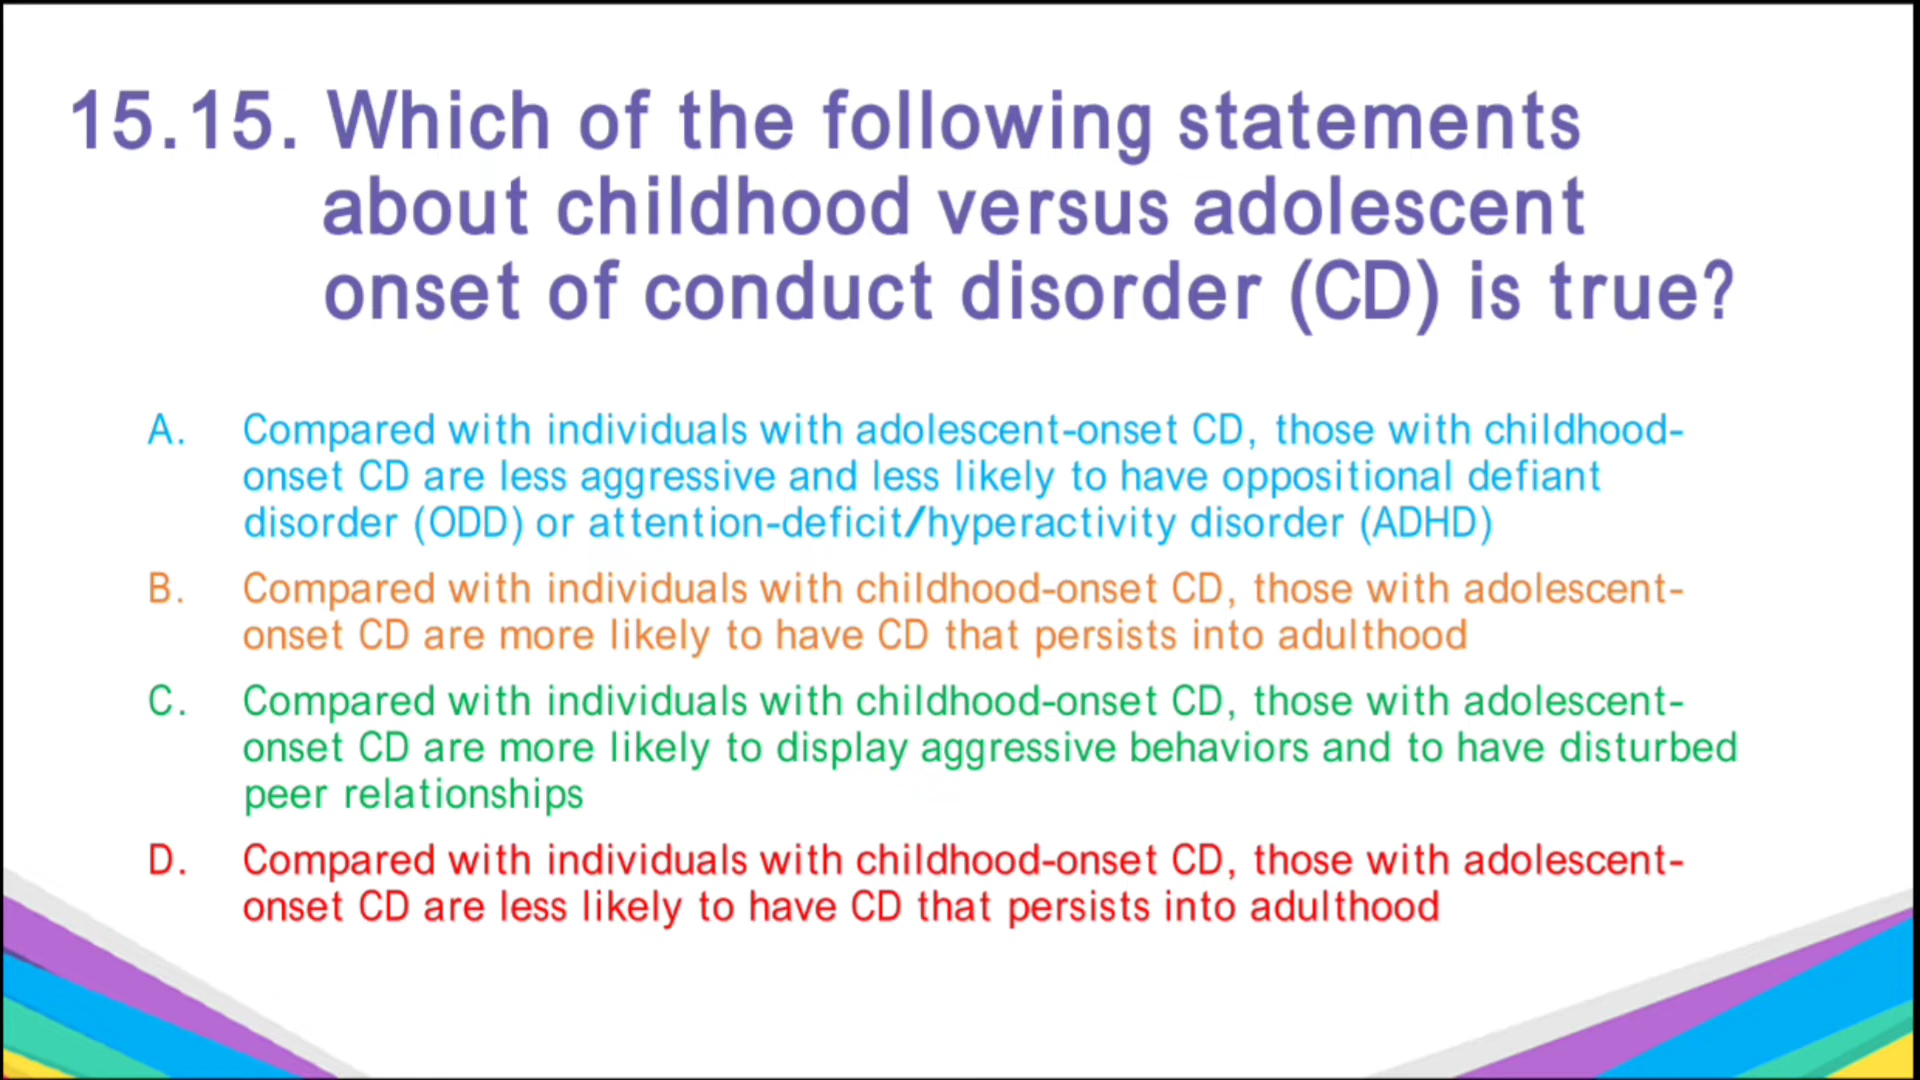 15.15. Which of the following statements
about childhood versus adolescent
onset of conduct disorder (CD) is true?
A. Compared with individuals with adolescent-onset CD, those with childhood-
onset CD are less aggressive and less likely to have oppositional defiant
disorder (ODD) or attention-deficit/hyperactivity disorder (ADHD)
B. Compared with individuals with childhood-onset CD, those with adolescent-
onset CD are more likely to have CD that persists into adulthood
C. Compared with individuals with childhood-onset CD, those with adolescent-
onset CD are more likely to display aggressive behaviors and to have disturbed
peer relationships
D. Compared with individuals with childhood-onset CD, those with adolescent-
onset CD are less likely to have CD that persists into adulthood